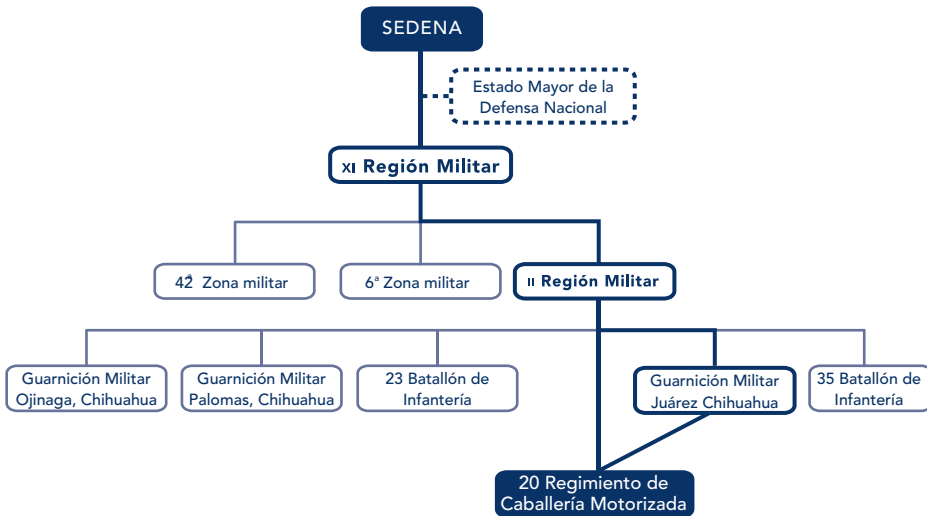 SEDENA
Estado Mayor de la
Defensa Nacional
XI Región Militar
42ª Zona militar
6ª Zona militar
II Región Militar
Guarnición Militar
Ojinaga, Chihuahua
Guarnición Militar
Palomas, Chihuahua
23 Batallón de
Infantería
Guarnición Militar
Juárez Chihuahua
35 Batallón de
Infantería
20 Regimiento de
Caballería Motorizada